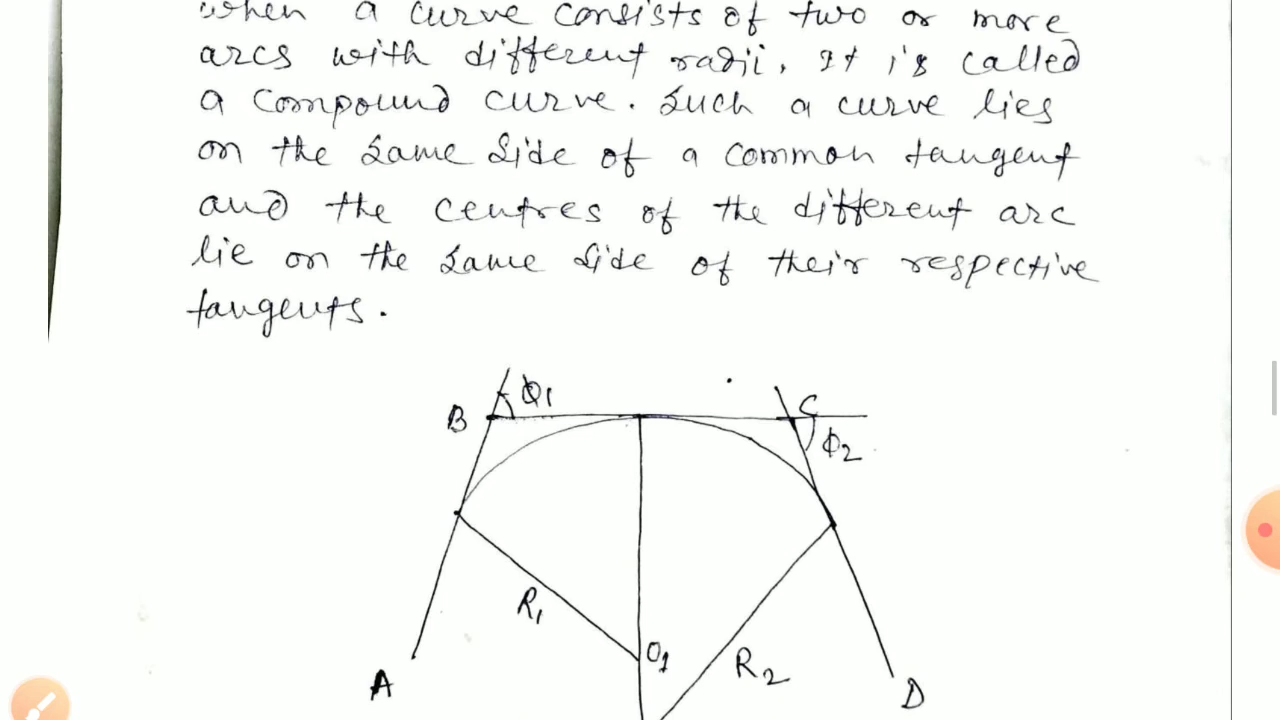 when a curve consists of two or more
arcs with different radii, It is called
a compound curve. Such a curve lies
on the same side of a common tangent
and the centres of the different arc
lie on the same side of their respective
tangents.
B ϕ1 C
ϕ2
R1
O1
R2
A
D